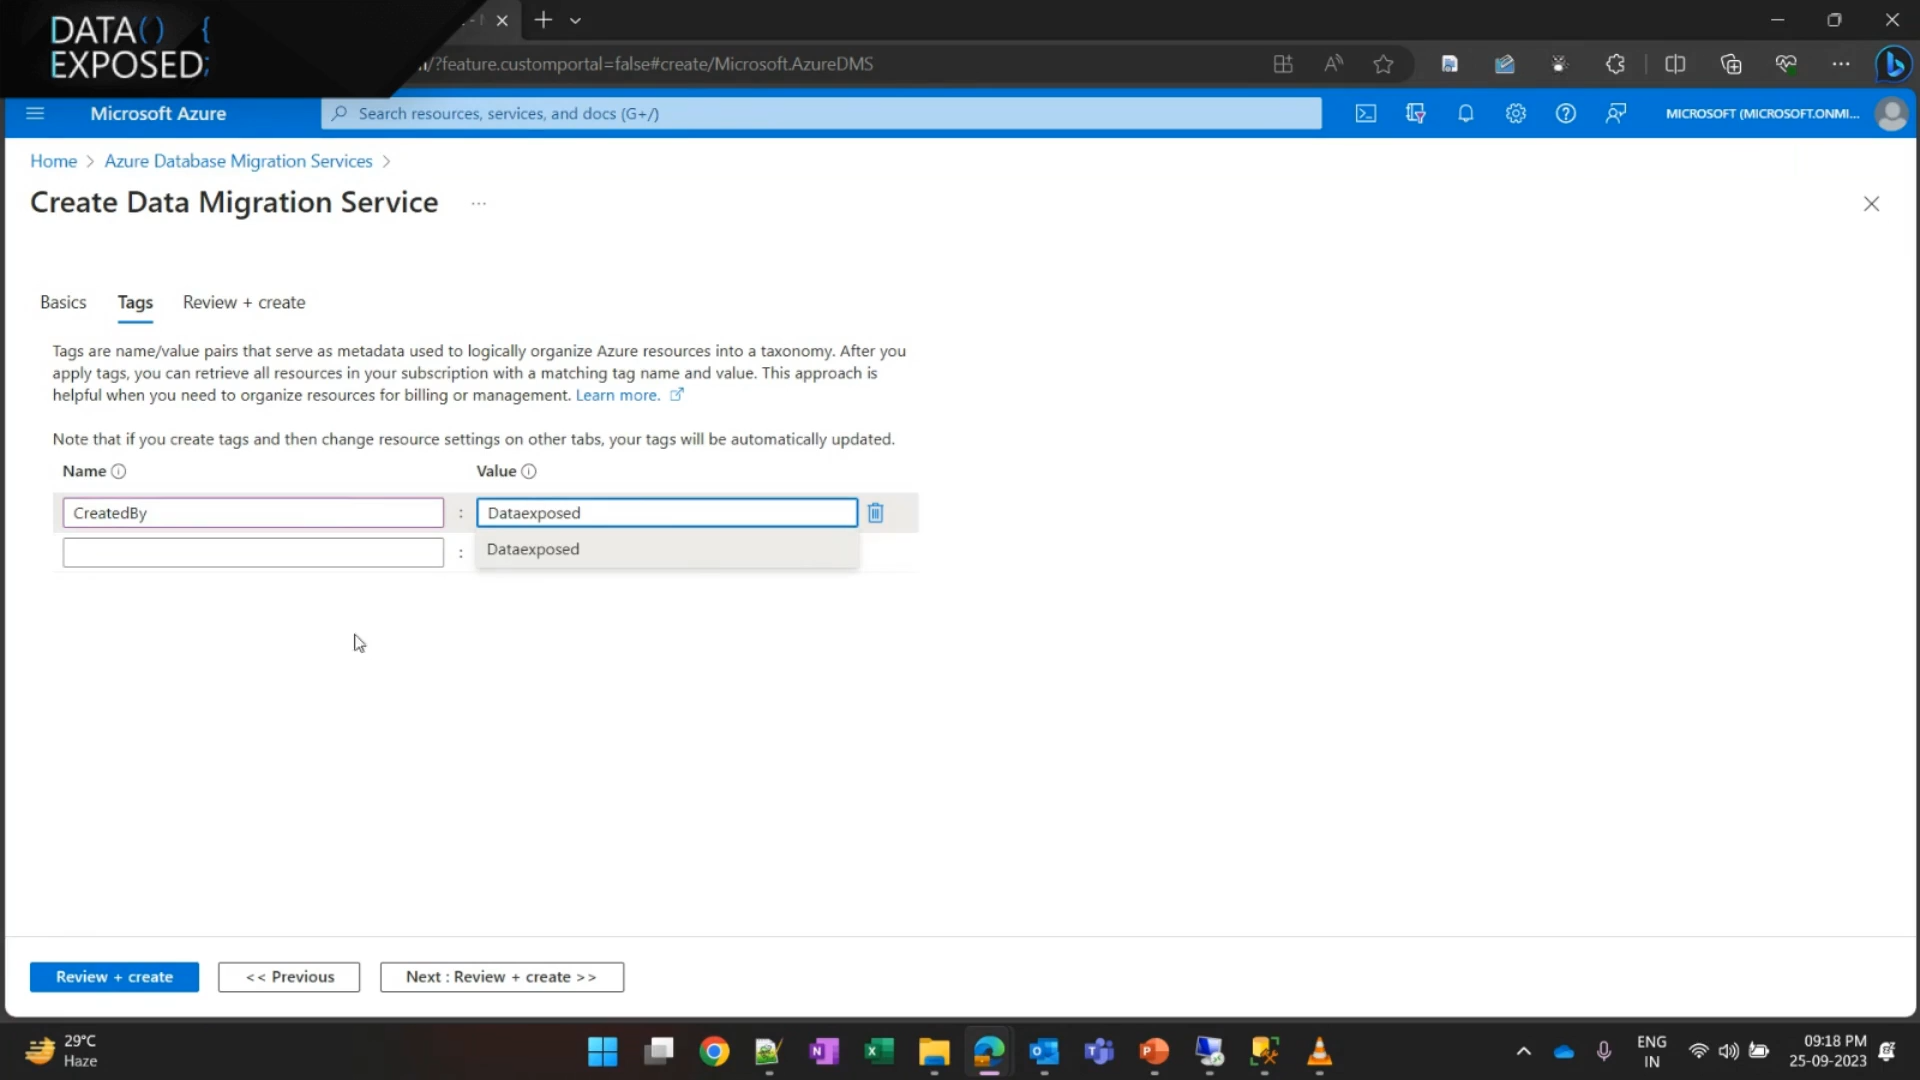 DATA() {
EXPOSED;
/?feature.customportal=false#create/Microsoft.AzureDMS
Microsoft Azure
Search resources, services, and docs (G+/)
MICROSOFT (MICROSOFT.ONMI...
Home > Azure Database Migration Services >
Create Data Migration Service ...
Basics Tags Review + create
Tags are name/value pairs that serve as metadata used to logically organize Azure resources into a taxonomy. After you
apply tags, you can retrieve all resources in your subscription with a matching tag name and value. This approach is
helpful when you need to organize resources for billing or management. Learn more.
Note that if you create tags and then change resource settings on other tabs, your tags will be automatically updated.
Name Value
CreatedBy : Dataexposed
: Dataexposed
Review + create << Previous Next : Review + create >>
29°C
Haze
ENG
IN
09:18 PM
25-09-2023